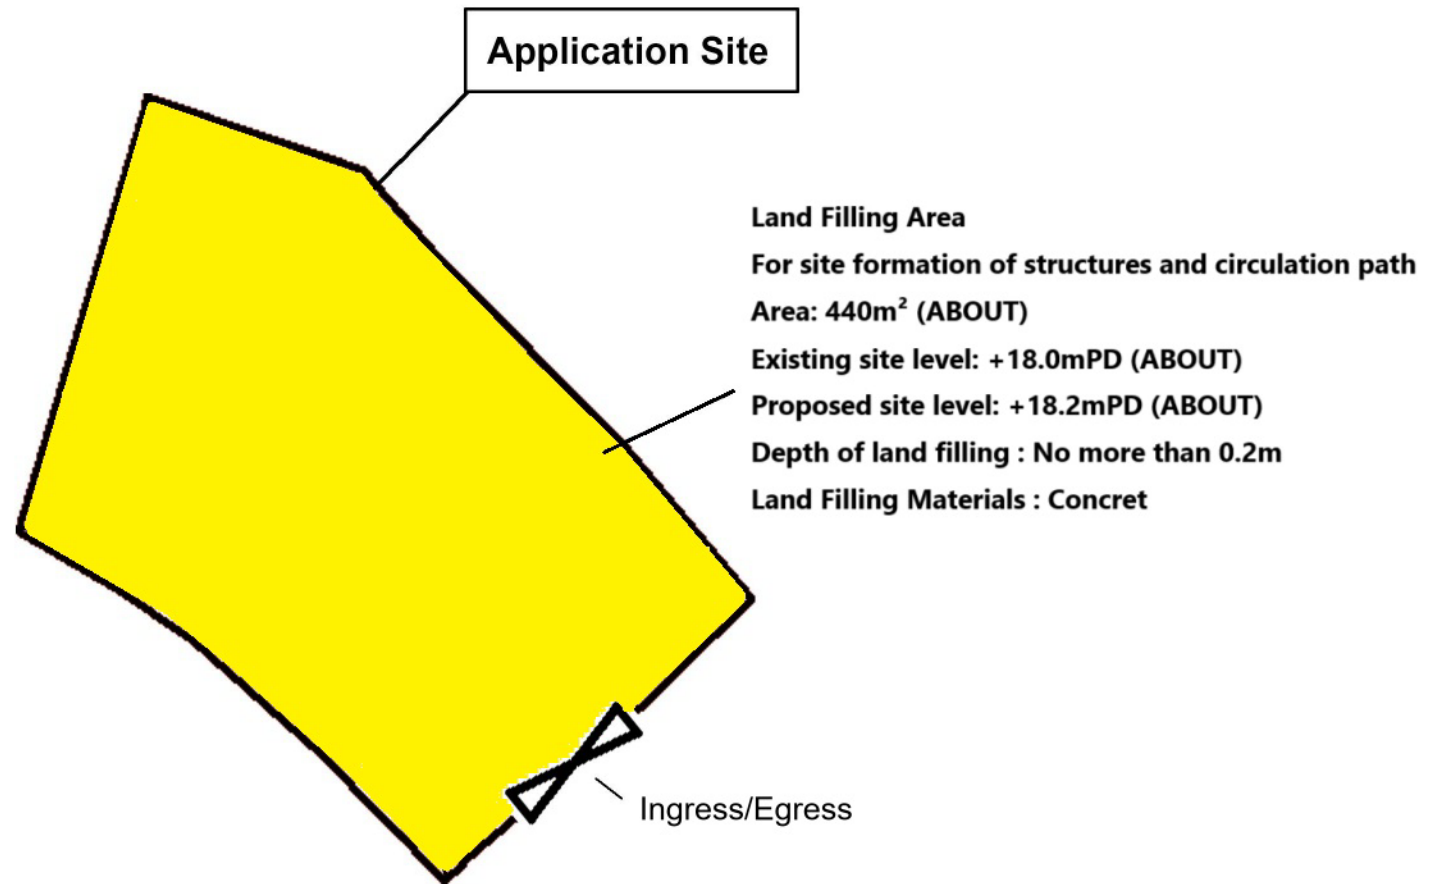 Application Site
Land Filling Area
For site formation of structures and circulation path
Area: 440m² (ABOUT)
Existing site level: +18.0mPD (ABOUT)
Proposed site level: +18.2mPD (ABOUT)
Depth of land filling : No more than 0.2m
Land Filling Materials : Concret
Ingress/Egress